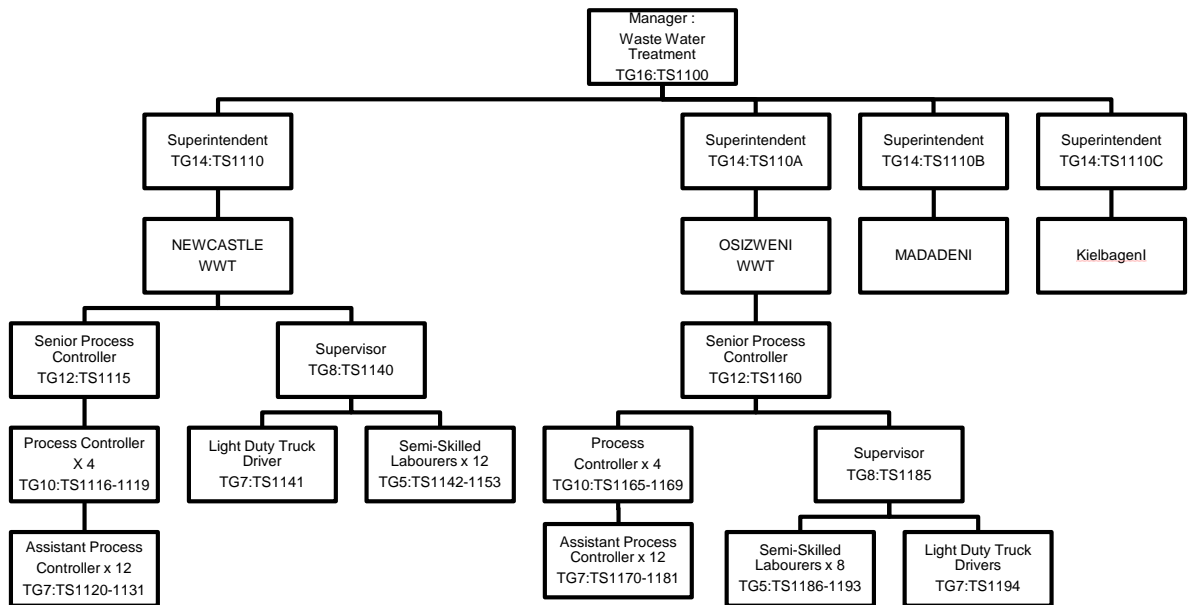 Manager :
Waste Water
Treatment
TG16:TS1100
Superintendent
TG14:TS1110
Superintendent
TG14:TS110A
Superintendent
TG14:TS1110B
Superintendent
TG14:TS1110C
NEWCASTLE
WWT
OSIZWENI
WWT
MADADENI
KielbagenI
Senior Process
Controller
TG12:TS1115
Supervisor
TG8:TS1140
Senior Process
Controller
TG12:TS1160
Process Controller
X 4
TG10:TS1116-1119
Light Duty Truck
Driver
TG7:TS1141
Semi-Skilled
Labourers x 12
TG5:TS1142-1153
Process
Controller x 4
TG10:TS1165-1169
Supervisor
TG8:TS1185
Assistant Process
Controller x 12
TG7:TS1120-1131
Assistant Process
Controller x 12
TG7:TS1170-1181
Semi-Skilled
Labourers x 8
TG5:TS1186-1193
Light Duty Truck
Drivers
TG7:TS1194